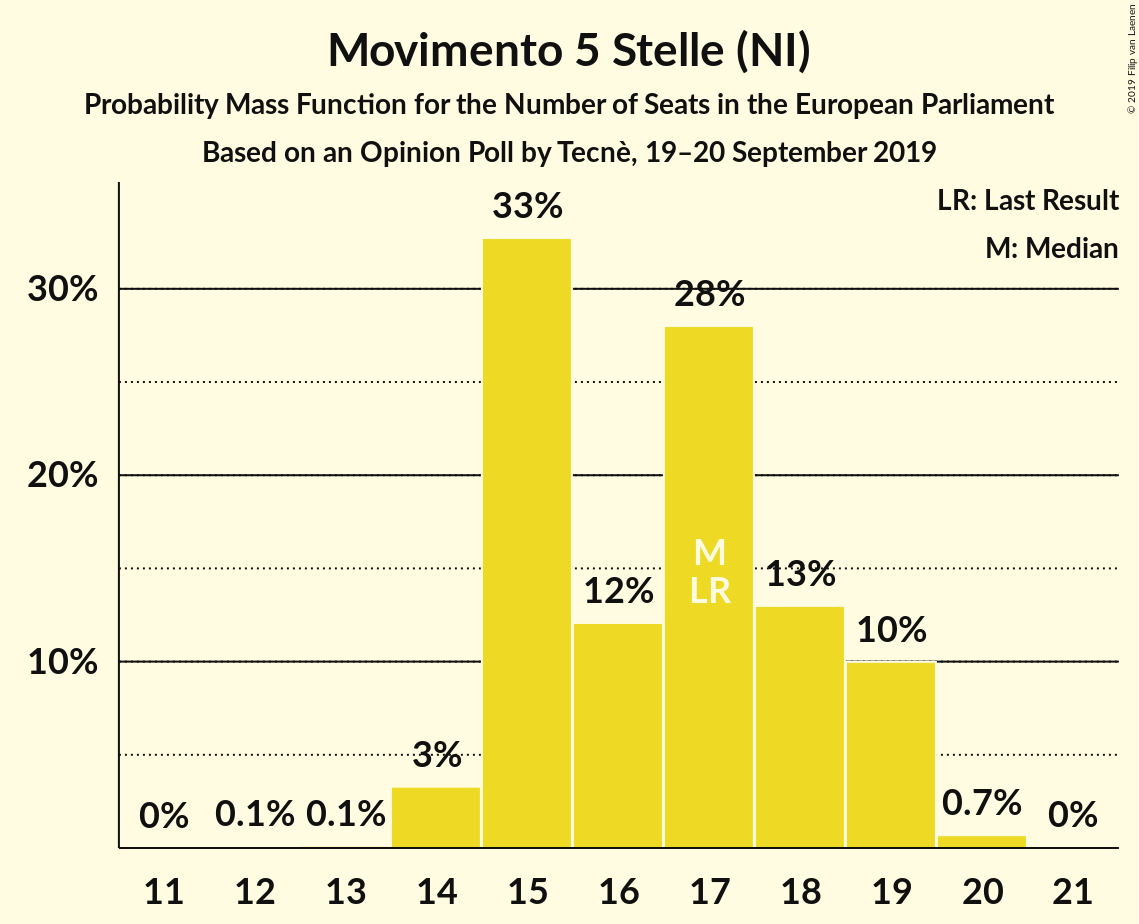 Movimento 5 Stelle (NI)
Probability Mass Function for the Number of Seats in the European Parliament
Based on an Opinion Poll by Tecnè, 19–20 September 2019
© 2019 Filip van Laenen
LR: Last Result
M: Median
30%
20%
10%
0%
0.1%
0.1%
3%
33%
12%
28%
M
LR
13%
10%
0.7%
0%
11 12 13 14 15 16 17 18 19 20 21